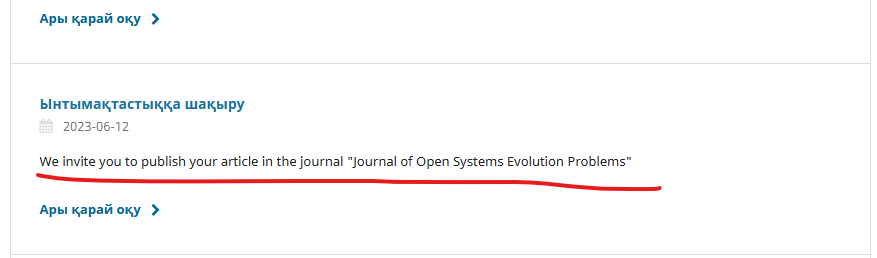 Ары қарай оқу
Ынтымақтастыққа шақыру
2023-06-12
We invite you to publish your article in the journal "Journal of Open Systems Evolution Problems"
Ары қарай оқу